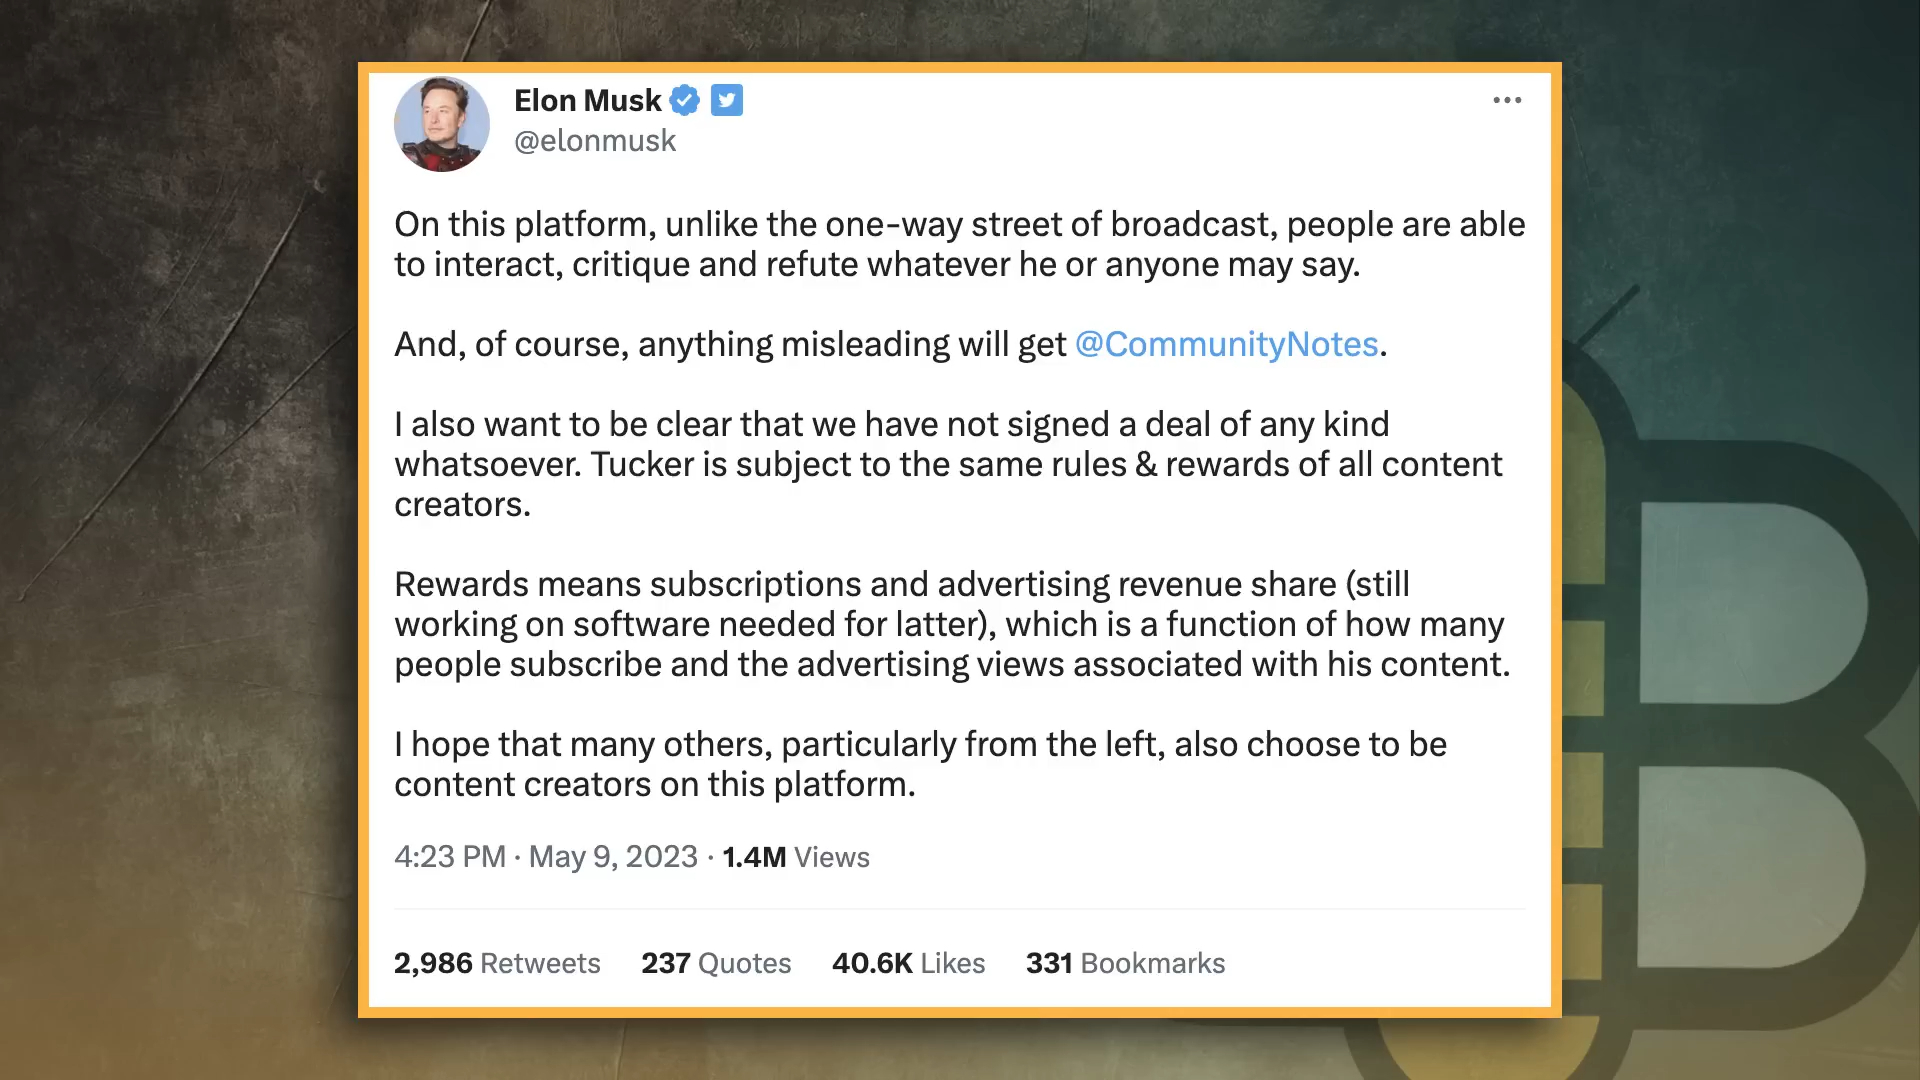 Elon Musk
@elonmusk
On this platform, unlike the one-way street of broadcast, people are able
to interact, critique and refute whatever he or anyone may say.
And, of course, anything misleading will get @CommunityNotes.
I also want to be clear that we have not signed a deal of any kind
whatsoever. Tucker is subject to the same rules & rewards of all content
creators.
Rewards means subscriptions and advertising revenue share (still
working on software needed for latter), which is a function of how many
people subscribe and the advertising views associated with his content.
I hope that many others, particularly from the left, also choose to be
content creators on this platform.
4:23 PM · May 9, 2023 · 1.4M Views
2,986 Retweets 237 Quotes 40.6K Likes 331 Bookmarks